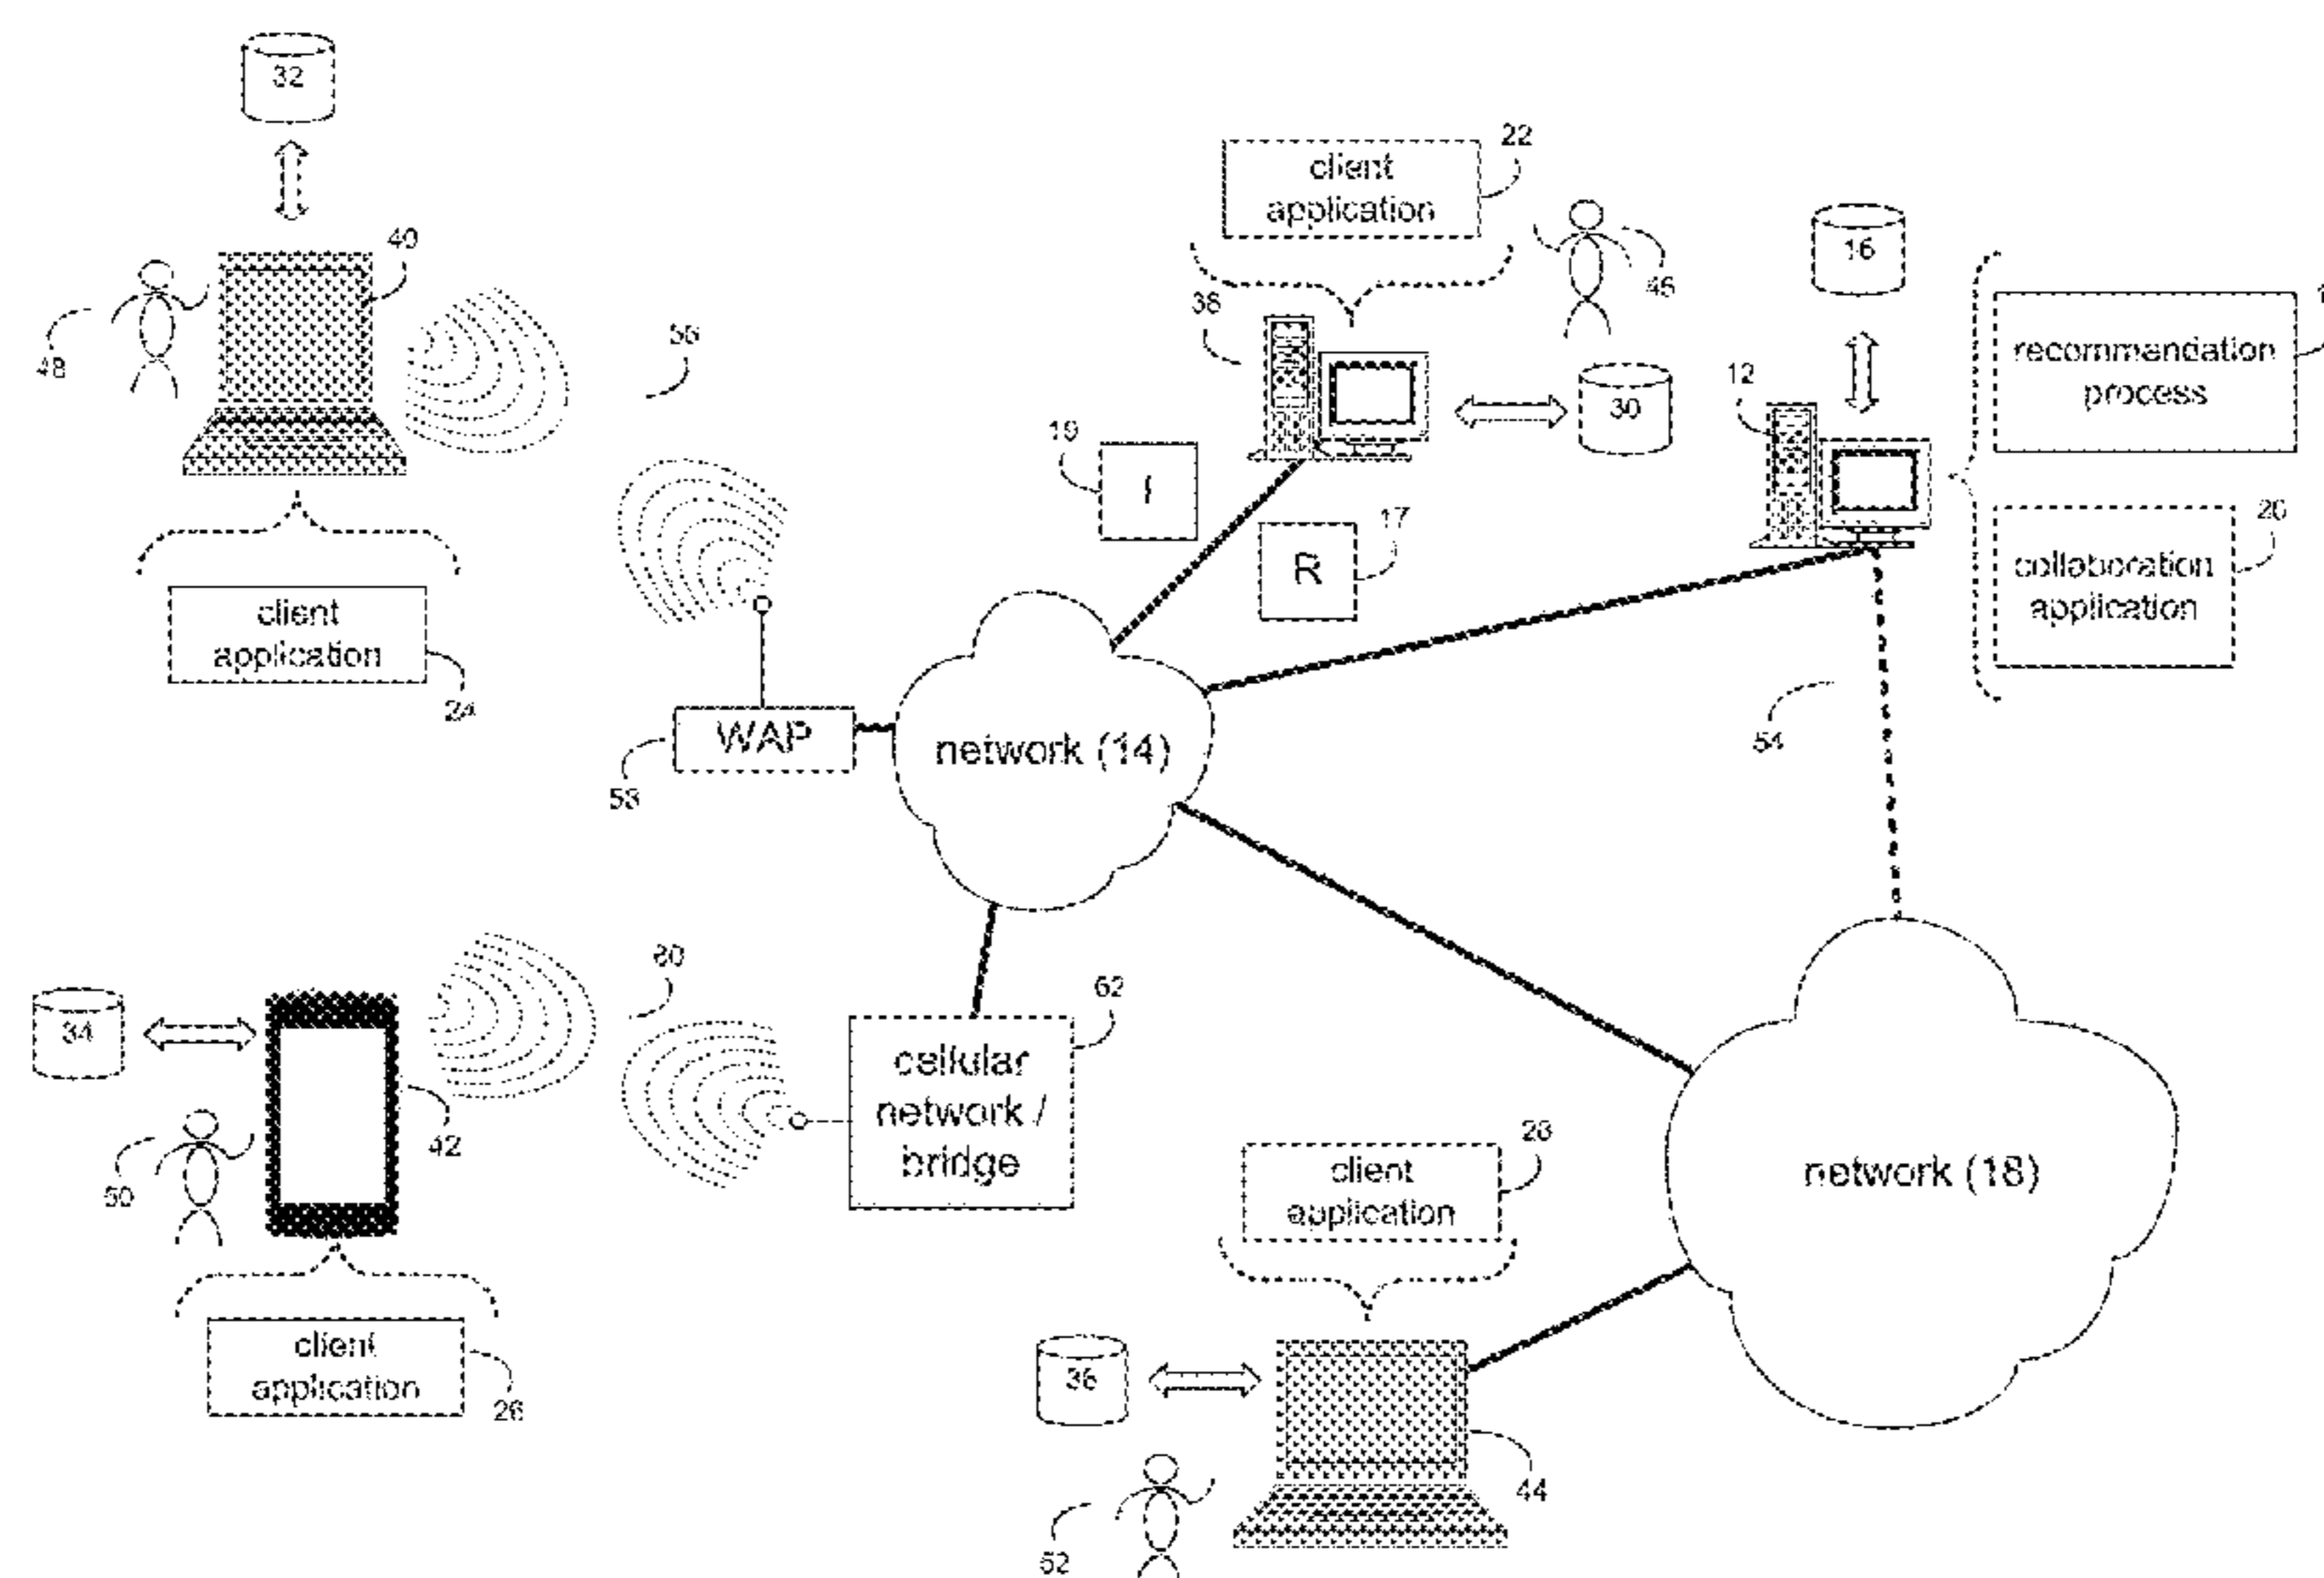 32
40
48
56
client
application
24
22
client
application
46
38
30
19
I
R
17
16
12
recommendation
process
1
collaboration
application
20
54
WAP
58
network (14)
34
42
50
60
62
cellular
network /
bridge
client
application
26
28
client
application
network (18)
36
44
52